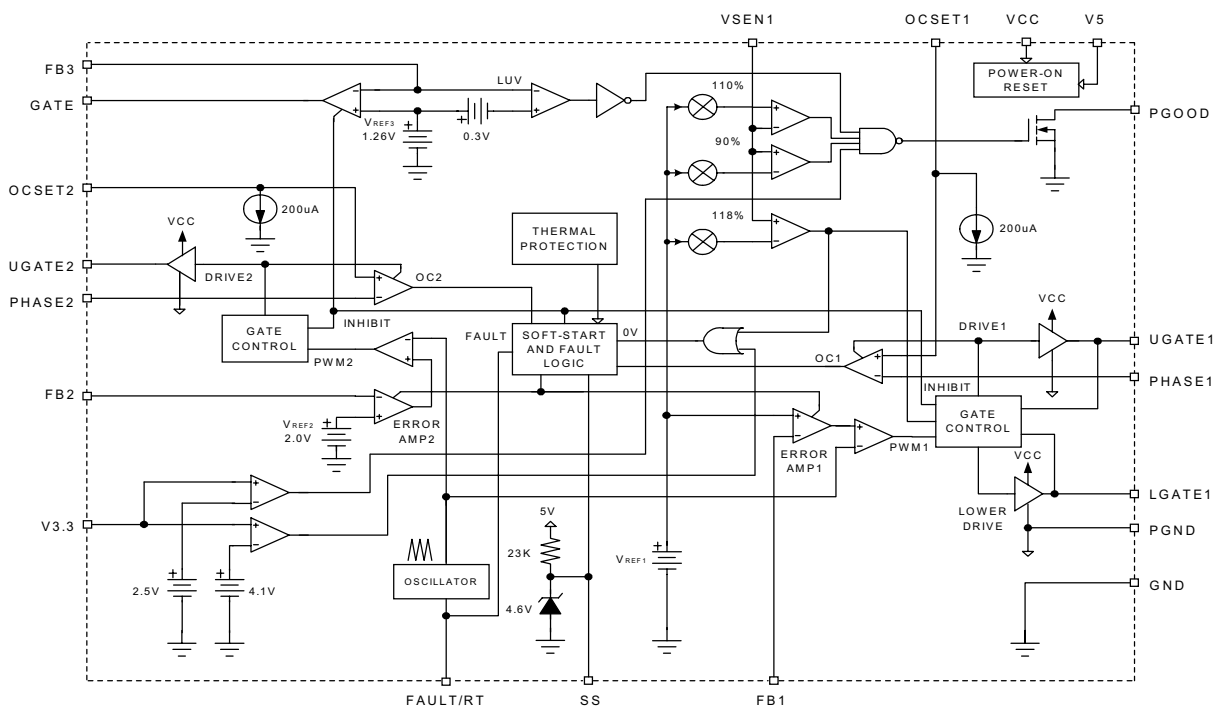 VSEN1
OCSET1
VCC
V5
FB3
GATE
LUV
VREF3
1.26V
0.3V
110%
90%
118%
POWER-ON
RESET
PGOOD
OCSET2
200uA
VCC
UGATE2
DRIVE2
PHASE2
OC2
THERMAL
PROTECTION
200uA
GATE
CONTROL
INHIBIT
PWM2
FAULT
SOFT-START
AND FAULT
LOGIC
0V
OC1
DRIVE1
VCC
UGATE1
PHASE1
INHIBIT
GATE
CONTROL
FB2
VREF2
2.0V
ERROR
AMP2
ERROR
AMP1
PWM1
VCC
LGATE1
LOWER
DRIVE
PGND
V3.3
2.5V
4.1V
OSCILLATOR
5V
23K
4.6V
VREF1
GND
FAULT/RT
SS
FB1